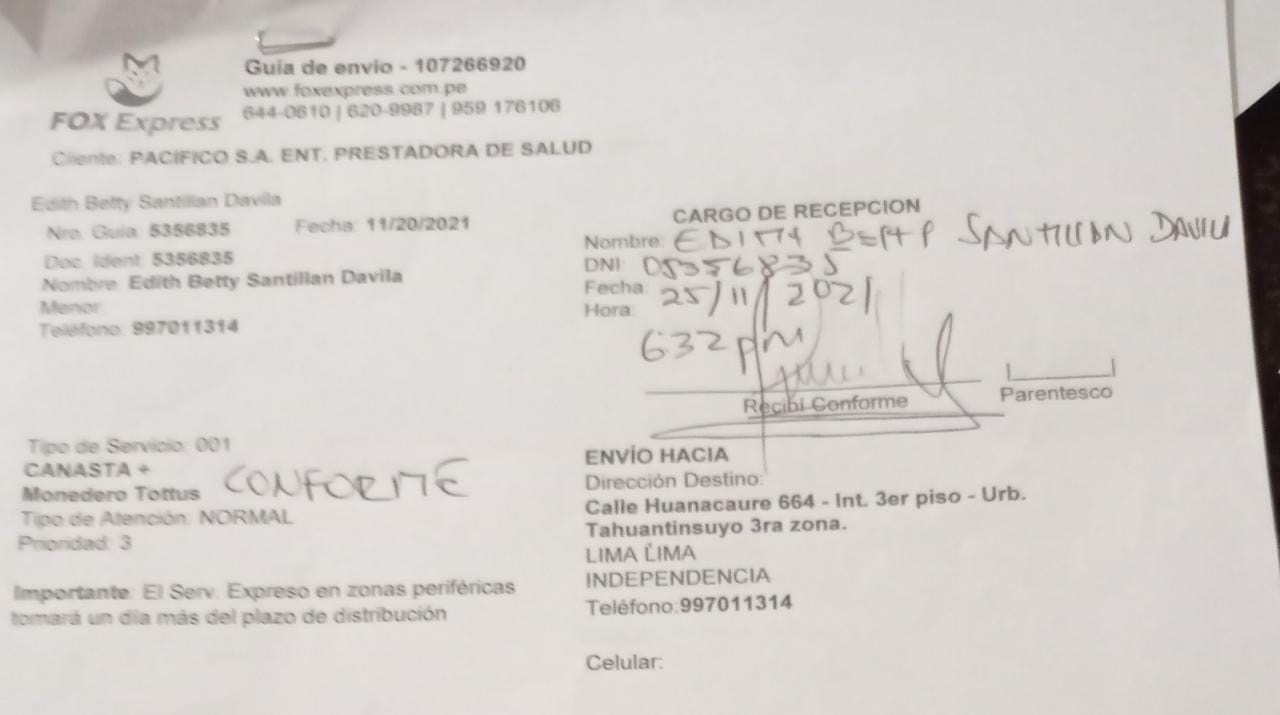 Guia de envio - 107266920
www.foxexpress.com.pe
644-0610 | 620-9987 | 959 176106
FOX Express
Cliente: PACIFICO S.A. ENT. PRESTADORA DE SALUD
Edith Betty Santillan Davila
Nro. Guia: 5356835 Fecha: 11/20/2021
Doc. Ident: 5356835
Nombre: Edith Betty Santillan Davila
Menor:
Teléfono: 997011314
CARGO DE RECEPCION
Nombre: SANTILLAN DAVILA
DNI: 05356835
Fecha: 25/11/2021
Hora:
632 pm
Recibí Conforme
Parentesco
Tipo de Servicio: 001
CANASTA +
Monedero Tottus CONFORME
Tipo de Atención: NORMAL
Prioridad: 3
Importante: El Serv. Expreso en zonas periféricas
tomará un día más del plazo de distribución
ENVÍO HACIA
Dirección Destino:
Calle Huanacaure 664 - Int. 3er piso - Urb.
Tahuantinsuyo 3ra zona.
LIMA LIMA
INDEPENDENCIA
Teléfono:997011314
Celular: